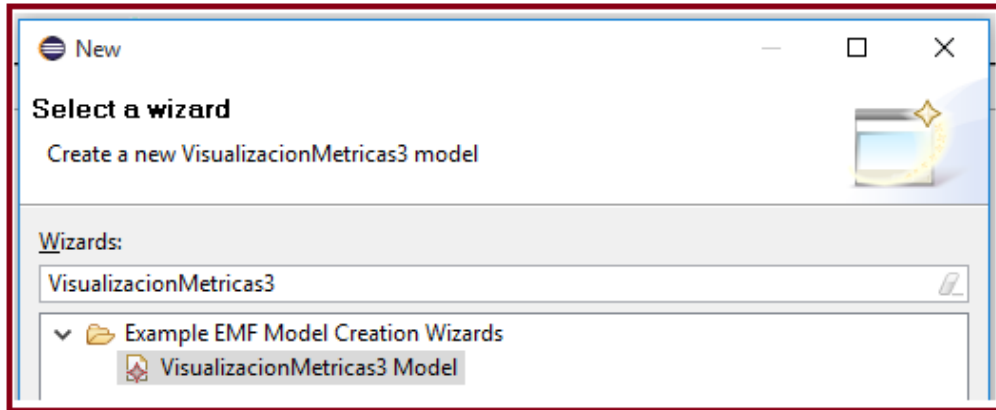 New
Select a wizard
Create a new VisualizacionMetricas3 model
Wizards:
VisualizacionMetricas3
Example EMF Model Creation Wizards
VisualizacionMetricas3 Model